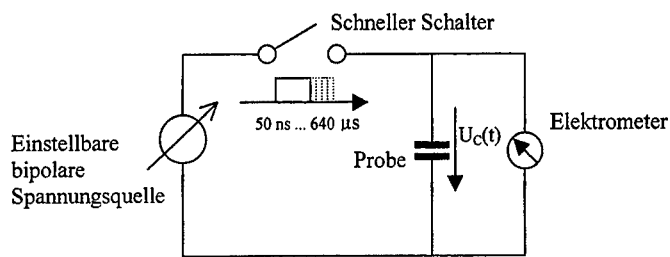 Schneller Schalter
50 ns ... 640 µs
Einstellbare
bipolare
Spannungsquelle
Probe
U_C(t)
Elektrometer